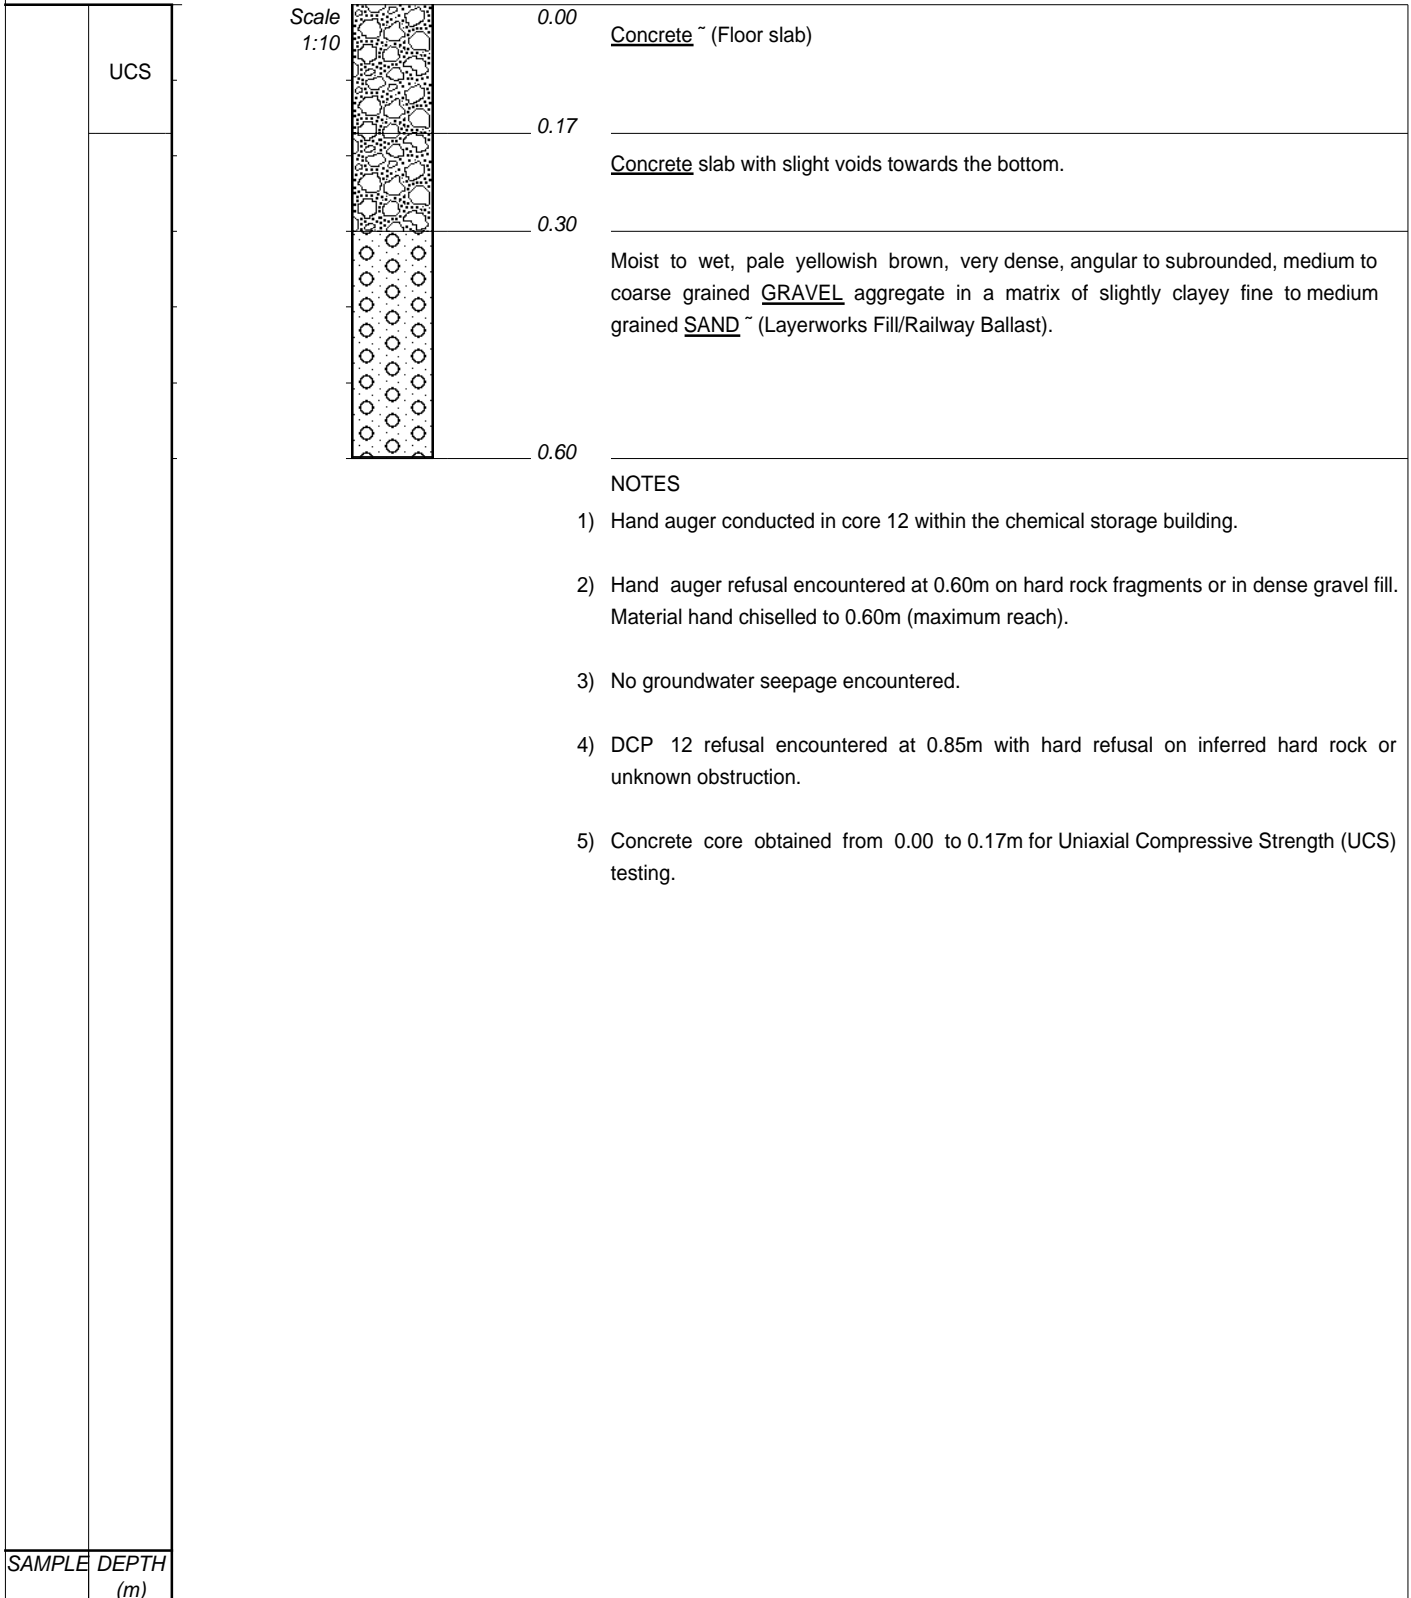 Scale
1:10
UCS
0.00
Concrete ˜ (Floor slab)
0.17
Concrete slab with slight voids towards the bottom.
0.30
Moist to wet, pale yellowish brown, very dense, angular to subrounded, medium to
coarse grained GRAVEL aggregate in a matrix of slightly clayey fine to medium
grained SAND ˜ (Layerworks Fill/Railway Ballast).
0.60
NOTES
1) Hand auger conducted in core 12 within the chemical storage building.
2) Hand auger refusal encountered at 0.60m on hard rock fragments or in dense gravel fill.
Material hand chiselled to 0.60m (maximum reach).
3) No groundwater seepage encountered.
4) DCP 12 refusal encountered at 0.85m with hard refusal on inferred hard rock or
unknown obstruction.
5) Concrete core obtained from 0.00 to 0.17m for Uniaxial Compressive Strength (UCS)
testing.
SAMPLE DEPTH
(m)